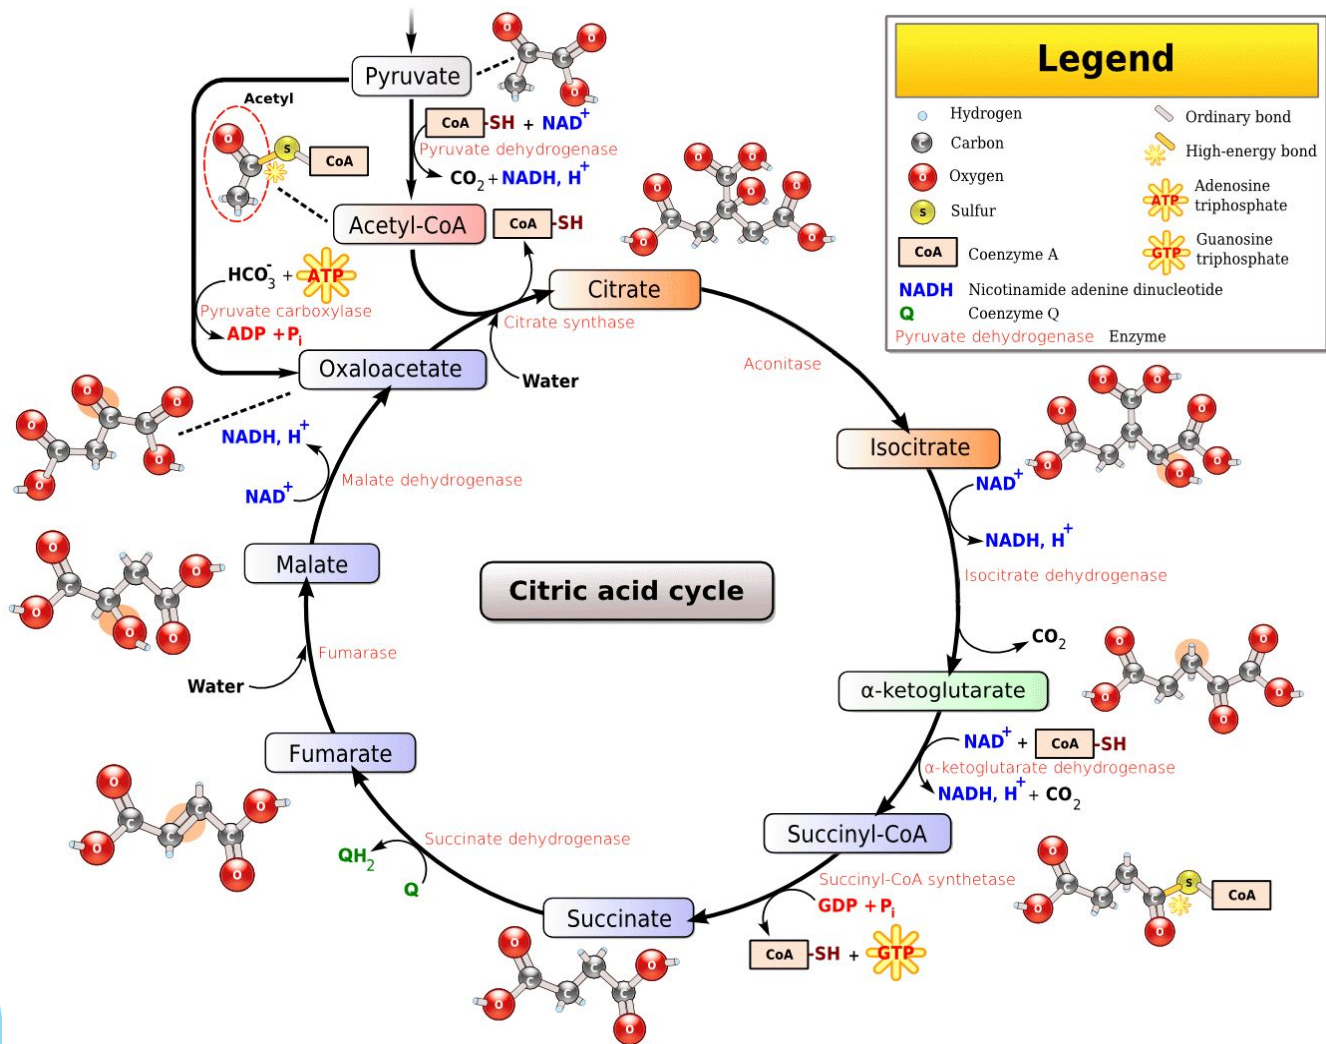 Pyruvate
Acetyl
CoA -SH + NAD+
Pyruvate dehydrogenase
CO2 + NADH, H+
S CoA
Acetyl-CoA
CoA -SH
HCO3- + ATP
Pyruvate carboxylase
ADP + Pi
Citrate
Citrate synthase
Water
Oxaloacetate
Aconitase
Isocitrate
NAD+
NADH, H+
Isocitrate dehydrogenase
CO2
α-ketoglutarate
NAD+ + CoA -SH
α-ketoglutarate dehydrogenase
NADH, H+ + CO2
Succinyl-CoA
S CoA
Succinyl-CoA synthetase
GDP + Pi
CoA -SH + GTP
Succinate
Succinate dehydrogenase
Q
QH2
Fumarate
Fumarase
Water
Malate
Malate dehydrogenase
NAD+
NADH, H+
Citric acid cycle
Legend
Hydrogen
C Carbon
O Oxygen
S Sulfur
CoA Coenzyme A
NADH Nicotinamide adenine dinucleotide
Q Coenzyme Q
Pyruvate dehydrogenase Enzyme
Ordinary bond
High-energy bond
ATP Adenosine
triphosphate
GTP Guanosine
triphosphate